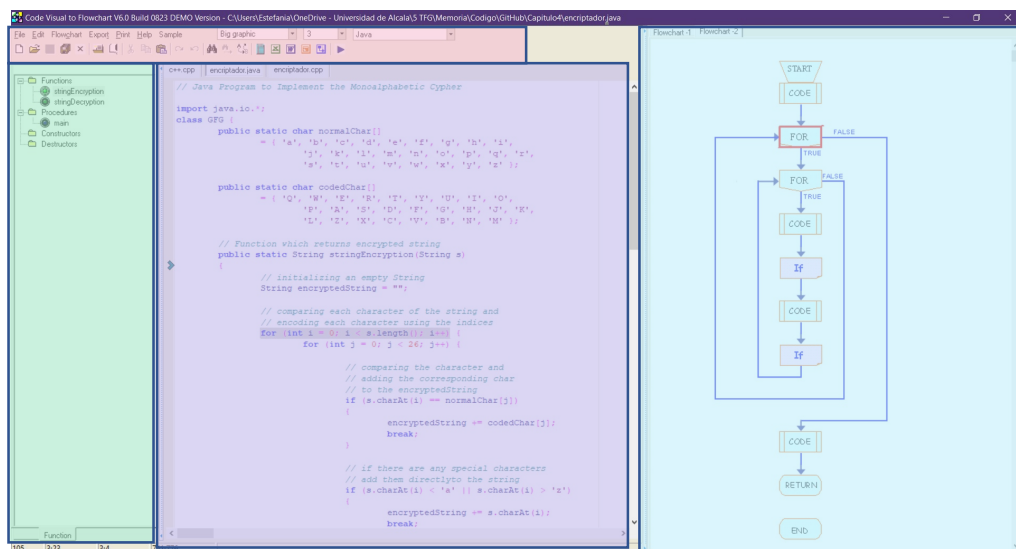 Code Visual to Flowchart V6.0 Build 0823 DEMO Version - C:\Users\Estefania\OneDrive - Universidad de Alcala\5 TFG\Memoria\Codigo\GitHub\Capitulo4\encriptador.java
File Edit Flowchart Export Print Help Sample Big graphic 3 Java
Functions
stringEncryption
stringDecryption
Procedures
main
Constructors
Destructors
Function
c++.cpp encriptador.java encriptador.cpp
// Java Program to Implement the Monoalphabetic Cypher
import java.io.*;
class GFG {
public static char normalChar[]
= { 'a', 'b', 'c', 'd', 'e', 'f', 'g', 'h', 'i',
'j', 'k', 'l', 'm', 'n', 'o', 'p', 'q', 'r',
's', 't', 'u', 'v', 'w', 'x', 'y', 'z' };
public static char codedChar[]
= { 'Q', 'W', 'E', 'R', 'T', 'Y', 'U', 'I', 'O',
'P', 'A', 'S', 'D', 'F', 'G', 'H', 'J', 'K',
'L', 'Z', 'X', 'C', 'V', 'B', 'N', 'M' };
// Function which returns encrypted string
public static String stringEncryption(String s)
{
// initializing an empty String
String encryptedString = "";
// comparing each character of the string and
// encoding each character using the indices
for (int i = 0; i < s.length(); i++) {
for (int j = 0; j < 26; j++) {
// comparing the character and
// adding the corresponding char
// to the encryptedString
if (s.charAt(i) == normalChar[j])
{
encryptedString += codedChar[j];
break;
}
// if there are any special characters
// add them directlyto the string
if (s.charAt(i) < 'a' || s.charAt(i) > 'z')
{
encryptedString += s.charAt(i);
break;
Flowchart -1 Flowchart -2
START
CODE
FOR FALSE
TRUE
FOR FALSE
TRUE
CODE
If
CODE
If
CODE
RETURN
END